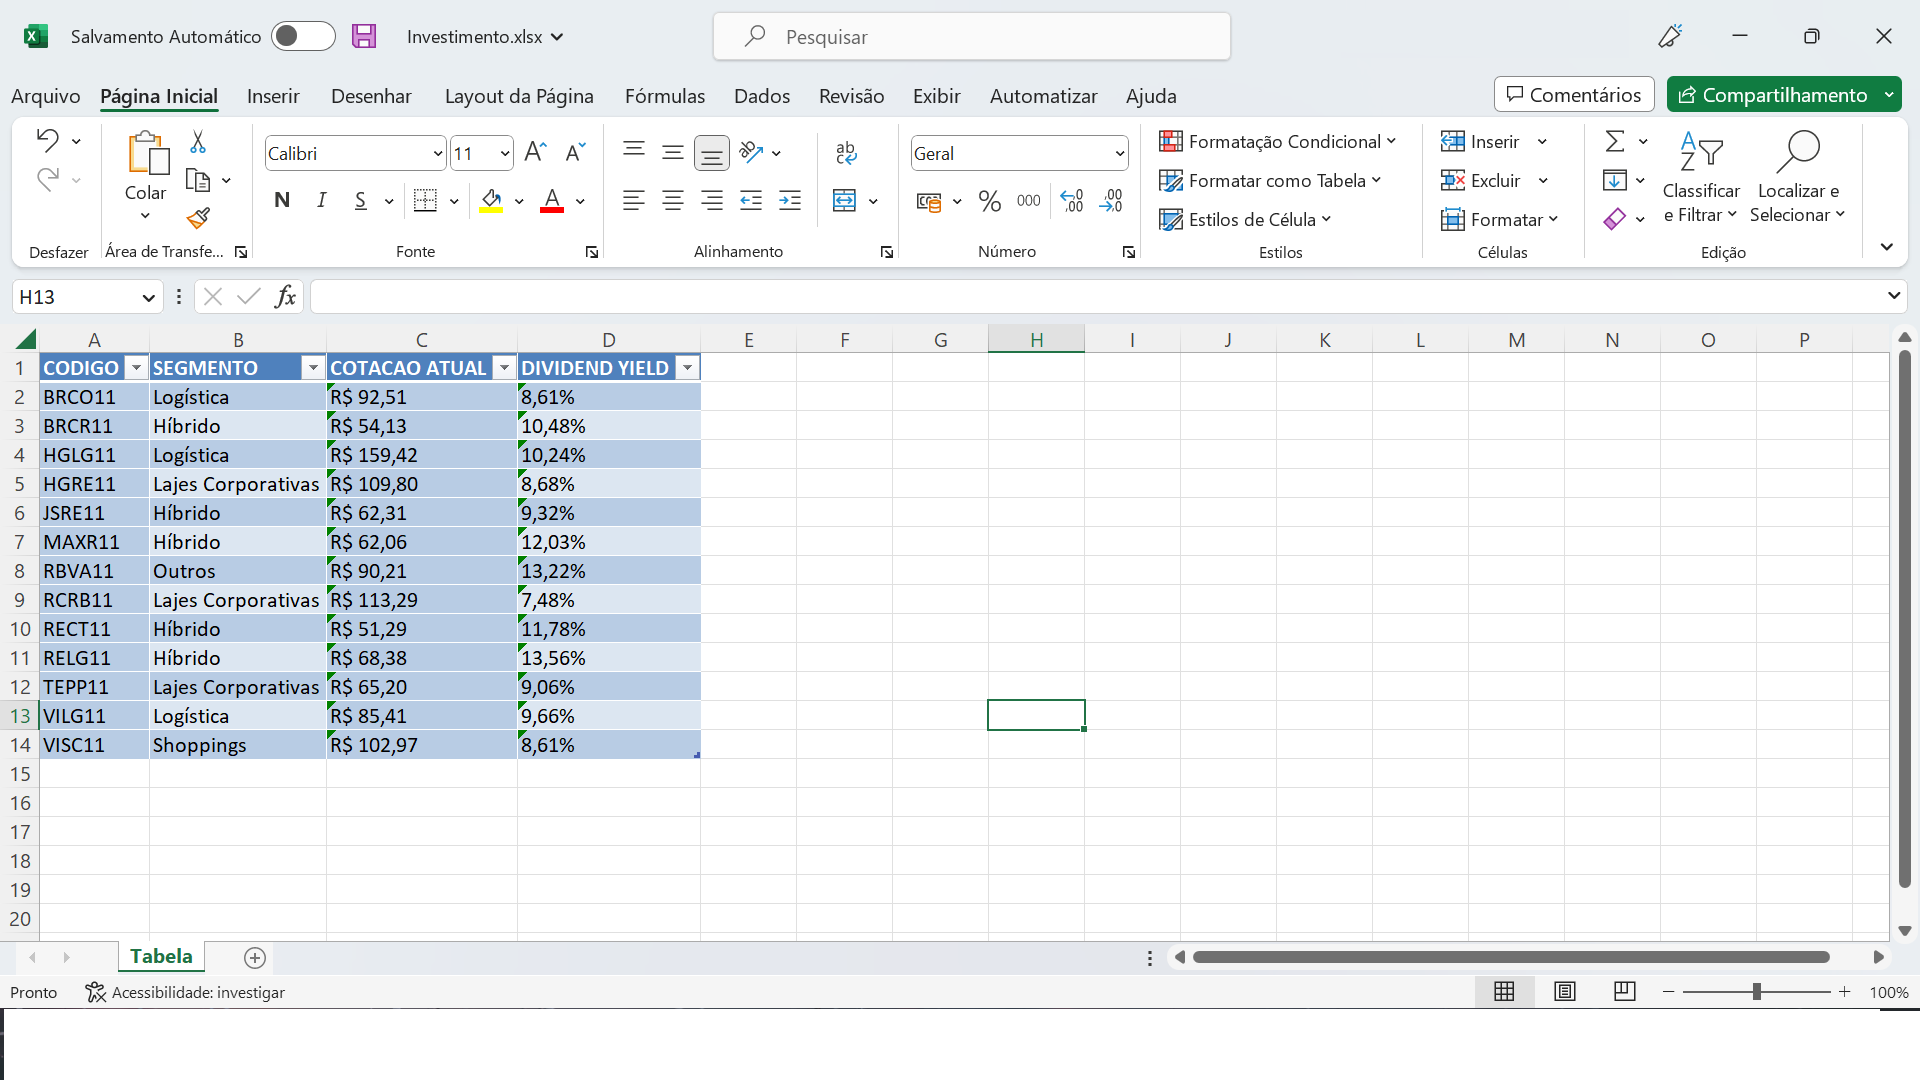 Salvamento Automático Investimento.xlsx Pesquisar
Arquivo Página Inicial Inserir Desenhar Layout da Página Fórmulas Dados Revisão Exibir Automatizar Ajuda Comentários Compartilhamento
Colar
Calibri 11
N I S A
ab
Geral
% 000
Formatação Condicional
Formatar como Tabela
Estilos de Célula
Inserir
Excluir
Formatar
Classificar e Filtrar
Localizar e Selecionar
Desfazer Área de Transfe... Fonte Alinhamento Número Estilos Células Edição
H13 fx
A B C D E F G H I J K L M N O P
1 CODIGO SEGMENTO COTACAO ATUAL DIVIDEND YIELD
2 BRCO11 Logística R$ 92,51 8,61%
3 BRCR11 Híbrido R$ 54,13 10,48%
4 HGLG11 Logística R$ 159,42 10,24%
5 HGRE11 Lajes Corporativas R$ 109,80 8,68%
6 JSRE11 Híbrido R$ 62,31 9,32%
7 MAXR11 Híbrido R$ 62,06 12,03%
8 RBVA11 Outros R$ 90,21 13,22%
9 RCRB11 Lajes Corporativas R$ 113,29 7,48%
10 RECT11 Híbrido R$ 51,29 11,78%
11 RELG11 Híbrido R$ 68,38 13,56%
12 TEPP11 Lajes Corporativas R$ 65,20 9,06%
13 VILG11 Logística R$ 85,41 9,66%
14 VISC11 Shoppings R$ 102,97 8,61%
15
16
17
18
19
20
Tabela
Pronto Acessibilidade: investigar 100%